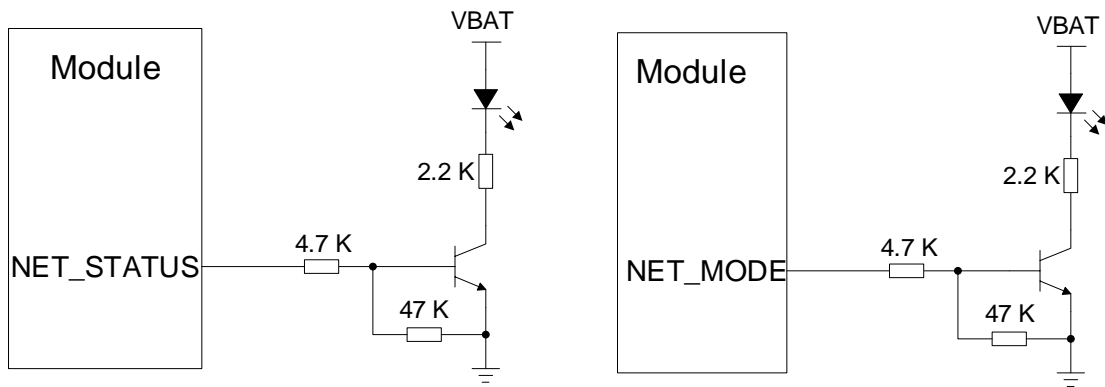 VBAT
Module
2.2 K
4.7 K
NET_STATUS
47 K
VBAT
Module
2.2 K
4.7 K
NET_MODE
47 K